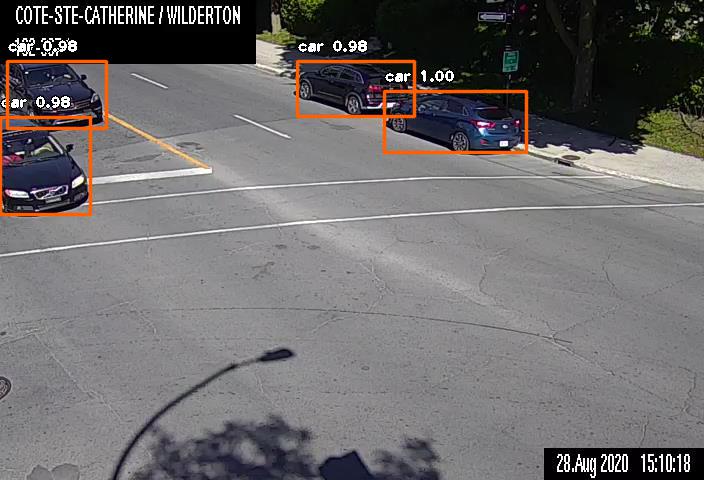 COTE-STE-CATHERINE / WILDERTON
car 0.98
car 0.98
car 0.98
car 1.00
28.Aug 2020 15:10:18